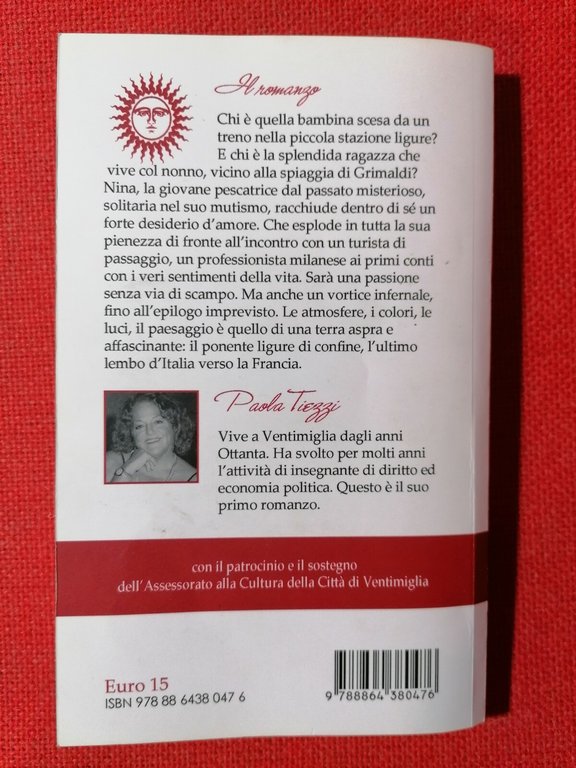 Il romanzo
Chi è quella bambina scesa da un
treno nella piccola stazione ligure?
E chi è la splendida ragazza che
vive col nonno, vicino alla spiaggia di Grimaldi?
Nina, la giovane pescatrice dal passato misterioso,
solitaria nel suo mutismo, racchiude dentro di sé un
forte desiderio d'amore. Che esplode in tutta la sua
pienezza di fronte all'incontro con un turista di
passaggio, un professionista milanese ai primi conti
con i veri sentimenti della vita. Sarà una passione
senza via di scampo. Ma anche un vortice infernale,
fino all'epilogo imprevisto. Le atmosfere, i colori, le
luci, il paesaggio è quello di una terra aspra e
affascinante: il ponente ligure di confine, l'ultimo
lembo d'Italia verso la Francia.
Paola Tiezzi
Vive a Ventimiglia dagli anni
Ottanta. Ha svolto per molti anni
l'attività di insegnante di diritto ed
economia politica. Questo è il suo
primo romanzo.
con il patrocinio e il sostegno
dell'Assessorato alla Cultura della Città di Ventimiglia
Euro 15
ISBN 978 88 6438 047 6
9 788864 380476